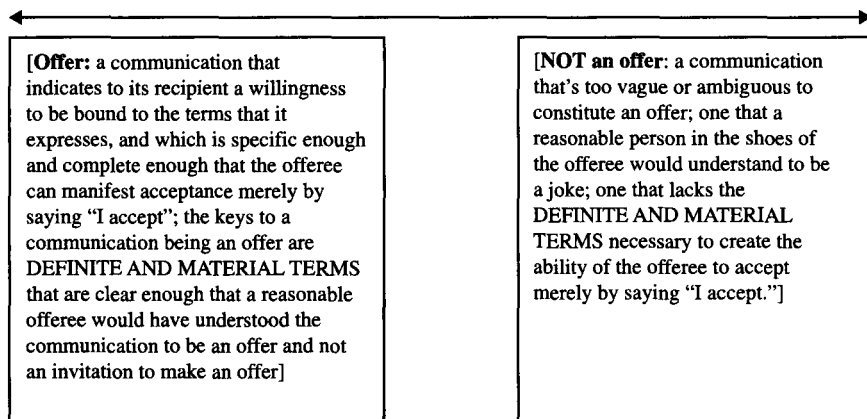 [Offer: a communication that
indicates to its recipient a willingness
to be bound to the terms that it
expresses, and which is specific enough
and complete enough that the offeree
can manifest acceptance merely by
saying “I accept”; the keys to a
communication being an offer are
DEFINITE AND MATERIAL TERMS
that are clear enough that a reasonable
offeree would have understood the
communication to be an offer and not
an invitation to make an offer]
[NOT an offer: a communication
that's too vague or ambiguous to
constitute an offer; one that a
reasonable person in the shoes of
the offeree would understand to be
a joke; one that lacks the
DEFINITE AND MATERIAL
TERMS necessary to create the
ability of the offeree to accept
merely by saying “I accept.”]